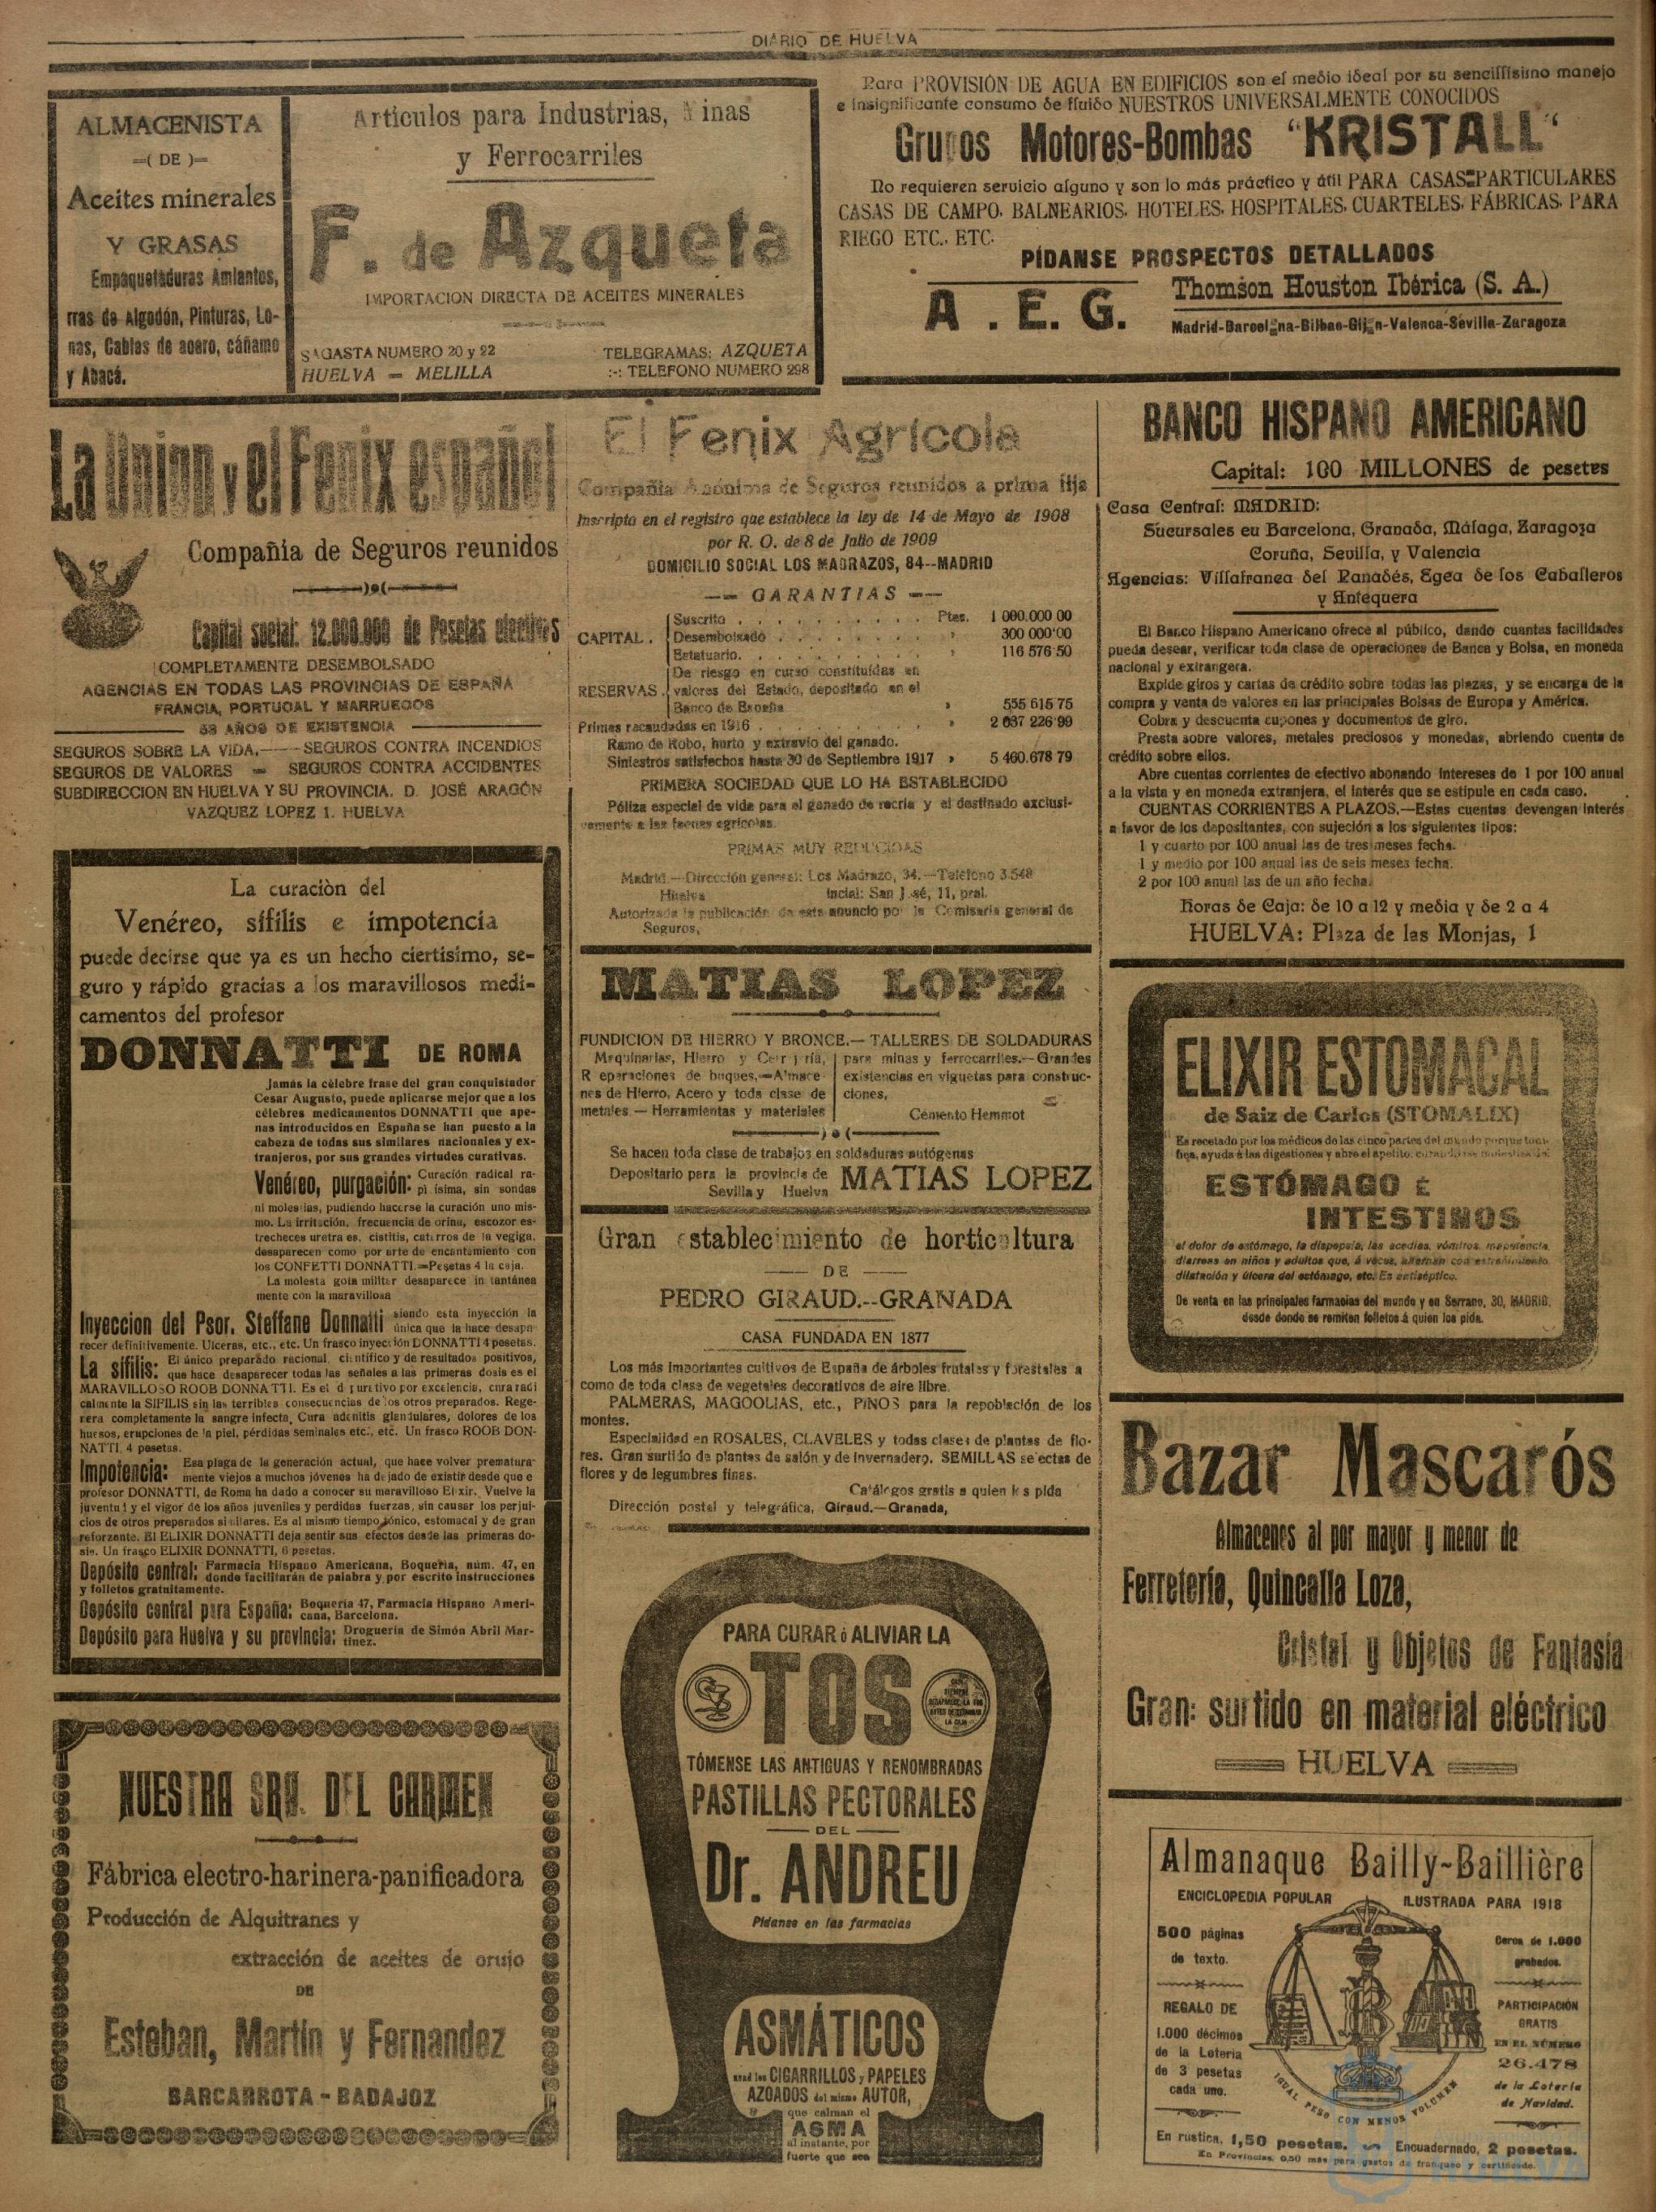 DIARIO DE HUELVA
ALMACENISTA
=( DE )=
Aceites minerales
Y GRASAS
Empaquetaduras Amiantos,
rras de Algodón, Pinturas, Lo-
nas, Cables de acero, cáñamo
y Abacá.
Articulos para Industrias, Minas
y Ferrocarriles
F. de Azqueta
IMPORTACION DIRECTA DE ACEITES MINERALES
SAGASTA NUMERO 20 y 22
HUELVA = MELILLA
TELEGRAMAS: AZQUETA
:-: TELEFONO NUMERO 298
Para PROVISIÓN DE AGUA EN EDIFICIOS son el medio ideal por su sencillísimo manejo
e insignificante consumo de fluído NUESTROS UNIVERSALMENTE CONOCIDOS
Grupos Motores-Bombas "KRISTALL"
No requieren servicio alguno y son lo más práctico y útil PARA CASAS PARTICULARES
CASAS DE CAMPO, BALNEARIOS, HOTELES, HOSPITALES, CUARTELES, FÁBRICAS, PARA
RIEGO ETC., ETC.
PÍDANSE PROSPECTOS DETALLADOS
A . E. G.
Thomson Houston Ibérica (S. A.)
Madrid-Barcelona-Bilbao-Gijón-Valenca-Sevilla-Zaragoza
La Union y el Fenix español
Compañia de Seguros reunidos
Capital social: 12.000.000 de Pesetas efectivas
COMPLETAMENTE DESEMBOLSADO
AGENCIAS EN TODAS LAS PROVINCIAS DE ESPAÑA
FRANCIA, PORTUGAL Y MARRUECOS
53 AÑOS DE EXISTENCIA
SEGUROS SOBRE LA VIDA.—SEGUROS CONTRA INCENDIOS
SEGUROS DE VALORES = SEGUROS CONTRA ACCIDENTES
SUBDIRECCION EN HUELVA Y SU PROVINCIA. D. JOSÉ ARAGÓN
VAZQUEZ LOPEZ 1. HUELVA
La curaciòn del
Venéreo, sífilis e impotencia
puede decirse que ya es un hecho ciertísimo, se-
guro y rápido gracias a los maravillosos medi-
camentos del profesor
DONNATTI DE ROMA
Jamás la célebre frase del gran conquistador
Cesar Augusto, puede aplicarse mejor que a los
célebres medicamentos DONNATTI que ape-
nas introducidos en España se han puesto a la
cabeza de todas sus similares nacionales y ex-
tranjeros, por sus grandes virtudes curativas.
Venéreo, purgación: Curación radical ra-
pi ísima, sin sondas
ni molestias, pudiendo hacerse la curación uno mis-
mo. La irritación, frecuencia de orina, escozor es-
trecheces uretra es, cistitis, catarros de la vegiga,
desaparecen como por arte de encantamiento con
los CONFETTI DONNATTI.=Pesetas 4 la caja.
La molesta gota militar desaparece in tantánea
mente con la maravillosa
Inyeccion del Psor. Steffane Donnatti siendo esta inyección la
única que la hace desapa
recer definitivamente. Ulceras, etc., etc. Un frasco inyección DONNATTI 4 pesetas.
La sífilis: El único preparado racional, científico y de resultados positivos,
que hace desaparecer todas las señales a las primeras dosis es el
MARAVILLOSO ROOB DONNATTI. Es el d purativo por excelencia, cura radi
calmente la SIFILIS sin las terribles consecuencias de los otros preparados. Rege-
nera completamente la sangre infecta, Cura adenitis glandulares, dolores de los
huesos, erupciones de la piel, pérdidas seminales etc., etc. Un frasco ROOB DON-
NATTI, 4 pesetas.
Impotencia: Esa plaga de la generación actual, que hace volver prematura-
mente viejos a muchos jóvenes ha dejado de existir desde que e
profesor DONNATTI, de Roma ha dado a conocer su maravilloso Elixir. Vuelve la
juventud y el vigor de los años juveniles y perdidas fuerzas, sin causar los perjui-
cios de otros preparados similares. Es al mismo tiempo tónico, estomacal y de gran
reforzante. El ELIXIR DONNATTI deja sentir sus efectos desde las primeras do-
sis. Un frasco ELIXIR DONNATTI, 6 pesetas.
Depósito central: Farmacia Hispano Americana, Boquería, núm. 47, en
donde facilitarán de palabra y por escrito instrucciones
y folletos gratuitamente.
Depósito central para España: Boquería 47, Farmacia Hispano Ameri-
cana, Barcelona.
Depósito para Huelva y su provincia: Droguería de Simón Abril Mar-
tinez.
NUESTRA SRA. DEL CARMEN
Fábrica electro-harinera-panificadora
Producción de Alquitranes y
extracción de aceites de orujo
DE
Esteban, Martin y Fernandez
BARCARROTA - BADAJOZ
El Fenix Agrícola
Compañia Anónima de Seguros reunidos a prima fija
Inscripta en el registro que establece la ley de 14 de Mayo de 1908
por R. O. de 8 de Julio de 1909
DOMICILIO SOCIAL LOS MADRAZOS, 34--MADRID
-- GARANTIAS --
CAPITAL .
Suscrito . . . . . . . . . Ptas. 1 000.000 00
Desembolsado . . . . . . . . 300 000'00
Estatuario. . . . . . . . . 116 576 50
RESERVAS.
De riesgo en curso constituídas en
valores del Estado, depositado en el
Banco de España 555 615 75
Primas recaudadas en 1916 . . . . . . . 2 037 226 99
Ramo de Robo, hurto y extravío del ganado.
Siniestros satisfechos hasta 30 de Septiembre 1917 » 5 460.678 79
PRIMERA SOCIEDAD QUE LO HA ESTABLECIDO
Póliza especial de vida para el ganado de recria y el destinado exclusi-
vamente a las faenas agrícolas.
PRIMAS MUY REDUCIDAS
Madrid.—Dirección general: Los Madrazo, 34.—Teléfono 3.548
Huelva incial: San J sé, 11, pral.
Autorizada la publicación de este anuncio por la Comisaría general de
Seguros,
MATIAS LOPEZ
FUNDICION DE HIERRO Y BRONCE.— TALLERES DE SOLDADURAS
Maquinarias, Hierro y Cerr jría,
R eparaciones de buques,—Almace-
nes de Hierro, Acero y toda clase de
metales.— Herramientas y materiales
para minas y ferrocarriles.—Grandes
existencias en viguetas para construc-
ciones,
Cemento Hemmot
Se hacen toda clase de trabajos en soldaduras autógenas
Depositario para la provincia de
Sevilla y Huelva
MATIAS LOPEZ
Gran establecimiento de horticultura
DE
PEDRO GIRAUD.--GRANADA
CASA FUNDADA EN 1877
Los más importantes cultivos de España de árboles frutales y forestales a
como de toda clase de vegetales decorativos de aire libre.
PALMERAS, MAGOOLIAS, etc., PINOS para la repoblación de los
montes.
Especialidad en ROSALES, CLAVELES y todas clases de plantas de flo-
res. Gran surtido de plantas de salón y de invernadero. SEMILLAS selectas de
flores y de legumbres finas.
Catálogos gratis a quien los pida
Dirección postal y telegráfica, Giraud.—Granada,
PARA CURAR ó ALIVIAR LA
TOS
TÓMENSE LAS ANTIGUAS Y RENOMBRADAS
PASTILLAS PECTORALES
DEL
Dr. ANDREU
Pídanse en las farmacias
ASMÁTICOS
usad los CIGARRILLOS y PAPELES
AZOADOS del mismo AUTOR,
que calman el
ASMA
al instante, por
fuerte que sea
BANCO HISPANO AMERICANO
Capital: 100 MILLONES de pesetes
Casa Central: MADRID:
Sucursales eu Barcelona, Granada, Málaga, Zaragoza
Coruña, Sevilla, y Valencia
Agencias: Villafranea del Panadés, Egea de los Caballeros
y Antequera
El Banco Hispano Americano ofrece al público, dando cuantas facilidades
pueda desear, verificar toda clase de operaciones de Banca y Bolsa, en moneda
nacional y extrangera.
Expide giros y cartas de crédito sobre todas las plazas, y se encarga de la
compra y venta de valores en las principales Bolsas de Europa y América.
Cobra y descuenta cupones y documentos de giro.
Presta sobre valores, metales preciosos y monedas, abriendo cuenta de
crédito sobre ellos.
Abre cuentas corrientes de efectivo abonando intereses de 1 por 100 anual
a la vista y en moneda extranjera, el interés que se estipule en cada caso.
CUENTAS CORRIENTES A PLAZOS.—Estas cuentas devengan interés
a favor de los depositantes, con sujeción a los siguientes tipos:
1 y cuarto por 100 anual las de tres meses fecha.
1 y medio por 100 anual las de seis meses fecha.
2 por 100 anual las de un año fecha.
Horas de Caja: de 10 a 12 y media y de 2 a 4
HUELVA: Plaza de las Monjas, 1
ELIXIR ESTOMACAL
de Saiz de Carlos (STOMALIX)
Es recetado por los médicos de las cinco partes del mundo porque toni-
fica, ayuda á las digestiones y abre el apetito, curando las molestias del
ESTÓMAGO É
INTESTINOS
el dolor de estómago, la dispepsia, las acedías, vómitos, inapetencia,
diarreas en niños y adultos que, á veces, alternan con estreñimiento,
dilatación y úlcera del estómago, etc. Es antiséptico.
De venta en las principales farmacias del mundo y en Serrano, 30, MADRID,
desde donde se remiten folletos á quien los pida.
Bazar Mascarós
Almacenes al por mayor y menor de
Ferretería, Quincalla Loza,
Cristal y Objetos de Fantasia
Gran: surtido en material eléctrico
HUELVA
Almanaque Bailly-Baillière
ENCICLOPEDIA POPULAR ILUSTRADA PARA 1918
500 páginas
de texto.
REGALO DE
1.000 décimos
de la Lotería
de 3 pesetas
cada uno.
Cerca de 1.000
grabados.
PARTICIPACIÓN
GRATIS
EN EL NÚMERO
26.478
de la Lotería
de Navidad.
IGUAL PESO CON MENOS VOLUMEN
En rústica, 1,50 pesetas. Encuadernado, 2 pesetas.
En Provincias, 0,50 más para gastos de franqueo y certificado.